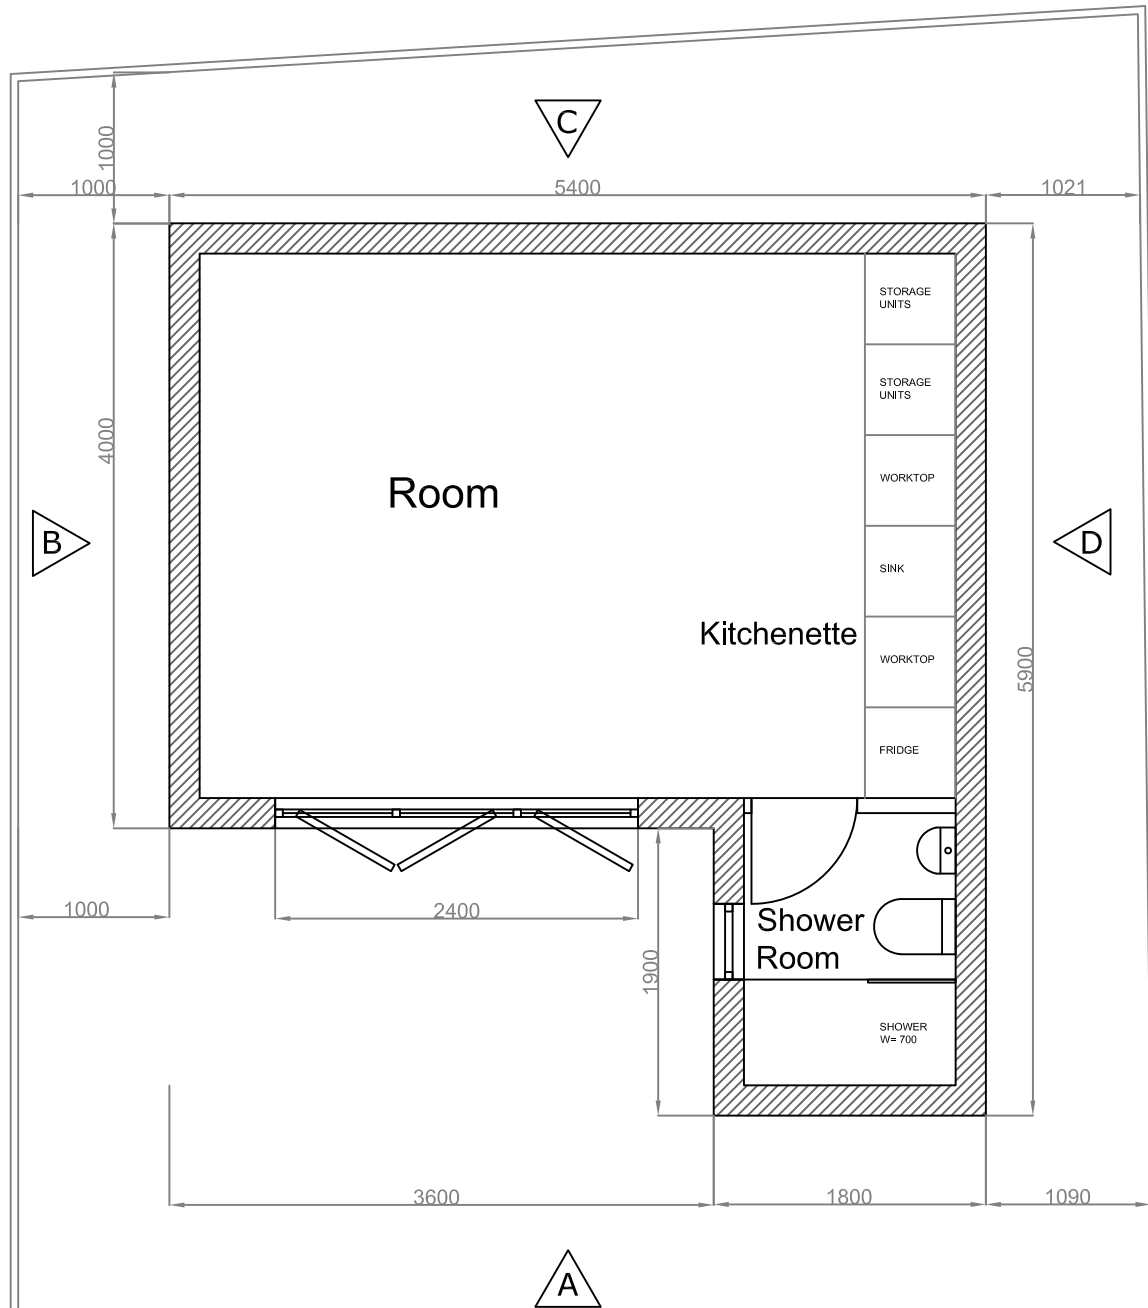 C
1000
1000
5400
1021
STORAGE
UNITS
STORAGE
UNITS
4000
WORKTOP
Room
B
D
SINK
Kitchenette
WORKTOP
5900
FRIDGE
1000
2400
Shower
Room
1900
SHOWER
W= 700
3600
1800
1090
A